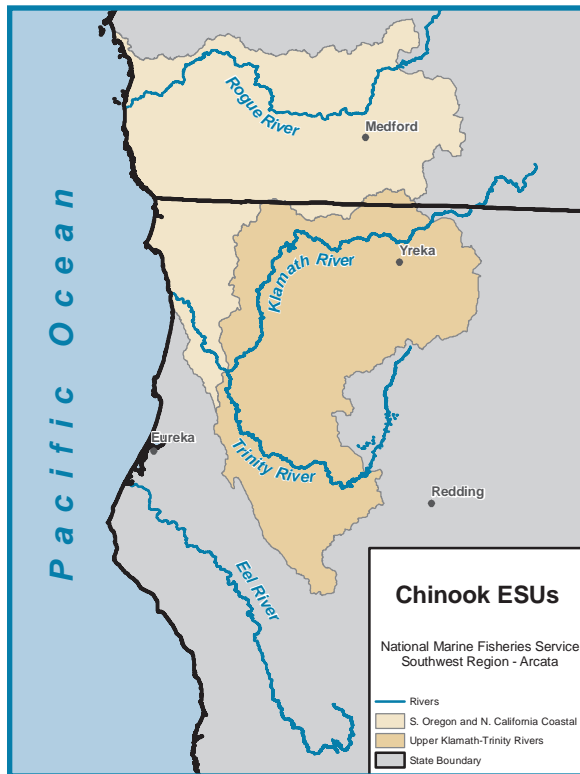 Rogue River
Medford
Pacific Ocean
Klamath River
Yreka
Eureka
Trinity River
Redding
Eel River
Chinook ESUs
National Marine Fisheries Service
Southwest Region - Arcata
Rivers
S. Oregon and N. California Coastal
Upper Klamath-Trinity Rivers
State Boundary